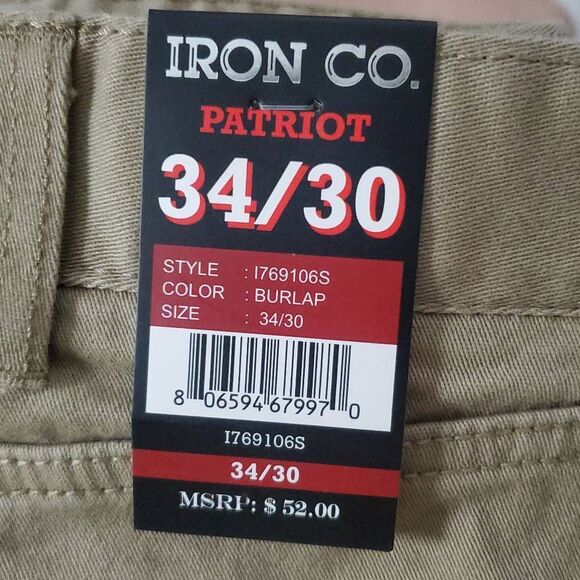 IRON CO.
PATRIOT
34/30
STYLE : I769106S
COLOR : BURLAP
SIZE : 34/30
8 06594 67997 0
I769106S
34/30
MSRP: $ 52.00